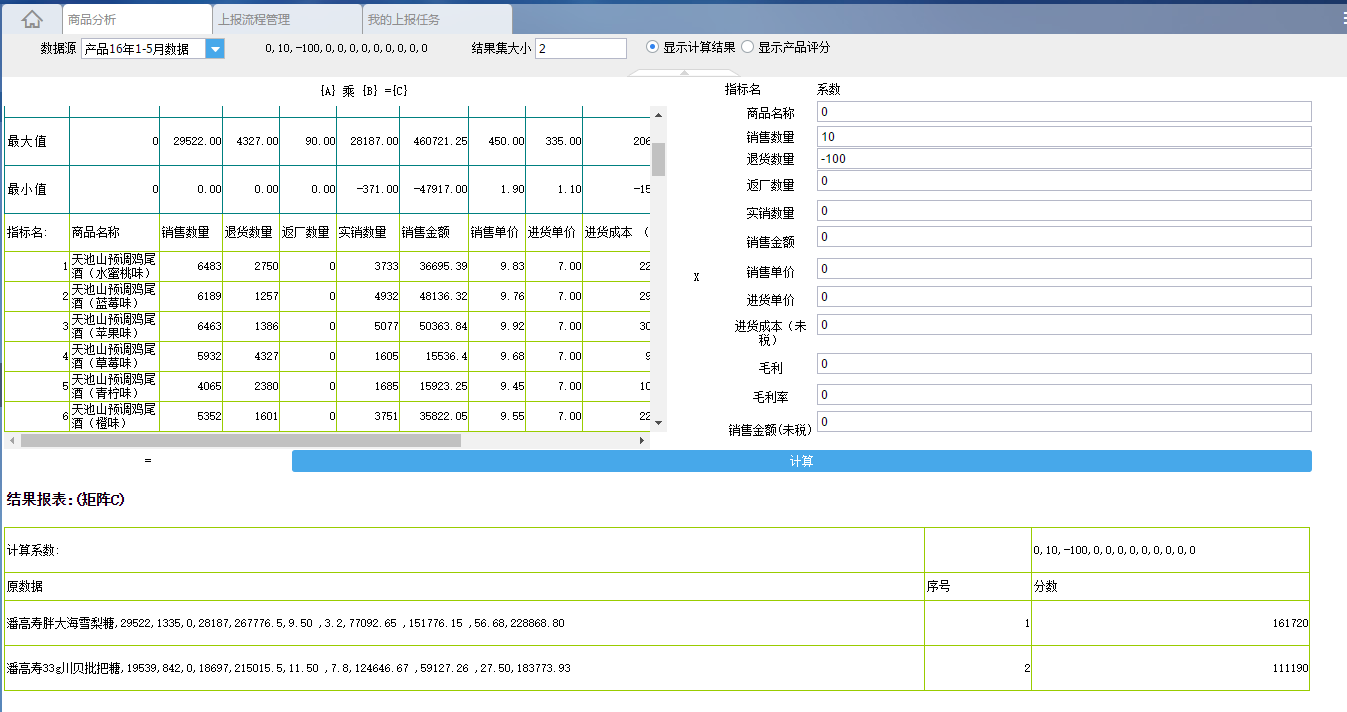 商品分析 上报流程管理 我的上报任务
数据源 产品16年1-5月数据 0,10,-100,0,0,0,0,0,0,0,0,0,0 结果集大小 2 显示计算结果 显示产品评分
{A} 乘 {B} ={C}
最大值 0 29522.00 4327.00 90.00 28187.00 460721.25 450.00 335.00 206
最小值 0 0.00 0.00 0.00 -371.00 -47917.00 1.90 1.10 -15
指标名: 商品名称 销售数量 退货数量 返厂数量 实销数量 销售金额 销售单价 进货单价 进货成本 (
1 天池山预调鸡尾酒（水蜜桃味） 6483 2750 0 3733 36695.39 9.83 7.00 22
2 天池山预调鸡尾酒（蓝莓味） 6189 1257 0 4932 48136.32 9.76 7.00 29
3 天池山预调鸡尾酒（苹果味） 6463 1386 0 5077 50363.84 9.92 7.00 30
4 天池山预调鸡尾酒（草莓味） 5932 4327 0 1605 15536.4 9.68 7.00 9
5 天池山预调鸡尾酒（青柠味） 4065 2380 0 1685 15923.25 9.45 7.00 10
6 天池山预调鸡尾酒（橙味） 5352 1601 0 3751 35822.05 9.55 7.00 22
X
指标名 系数
商品名称 0
销售数量 10
退货数量 -100
返厂数量 0
实销数量 0
销售金额 0
销售单价 0
进货单价 0
进货成本（未税） 0
毛利 0
毛利率 0
销售金额(未税) 0
= 计算
结果报表:(矩阵C)
计算系数: 0,10,-100,0,0,0,0,0,0,0,0,0
原数据 序号 分数
潘高寿胖大海雪梨糖,29522,1335,0,28187,267776.5,9.50 ,3.2,77092.65 ,151776.15 ,56.68,228868.80 1 161720
潘高寿33g川贝批把糖,19539,842,0,18697,215015.5,11.50 ,7.8,124646.67 ,59127.26 ,27.50,183773.93 2 111190